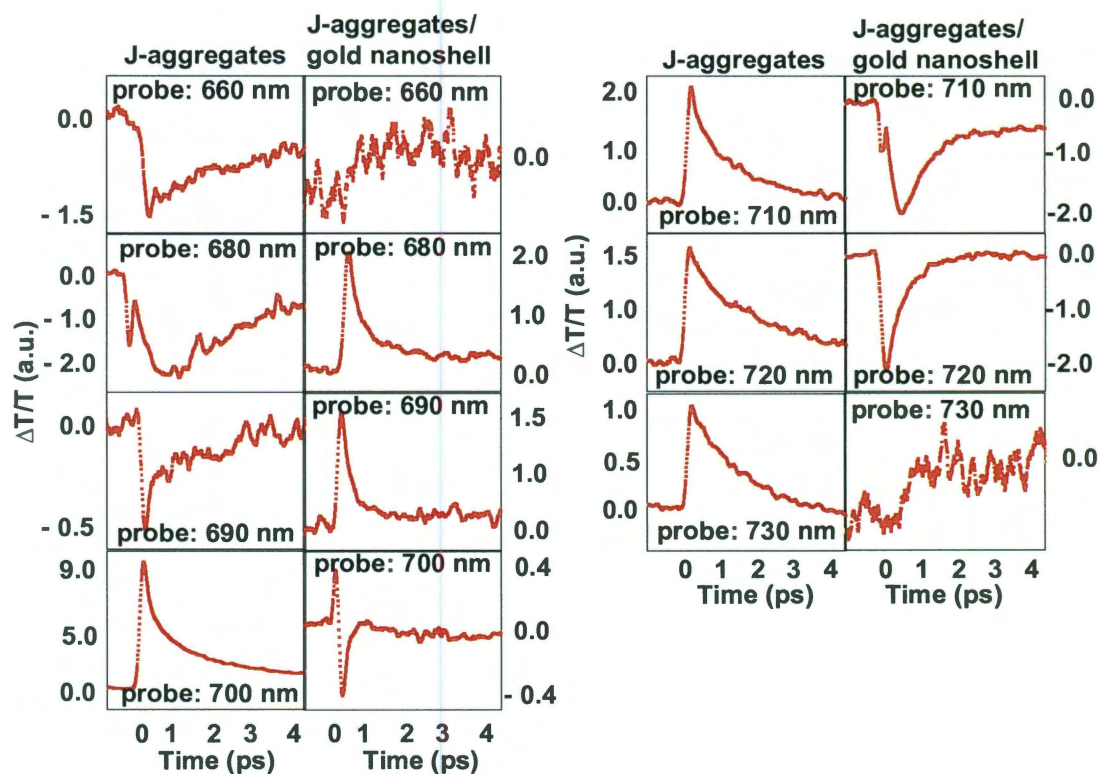 J-aggregates
J-aggregates/
gold nanoshell
probe: 660 nm
probe: 660 nm
0.0
- 1.5
0.0
probe: 680 nm
probe: 680 nm
0.0
- 1.0
- 2.0
2.0
1.0
0.0
ΔT/T (a.u.)
probe: 690 nm
probe: 690 nm
0.0
- 0.5
1.5
1.0
0.0
probe: 700 nm
probe: 700 nm
9.0
5.0
0.0
0.4
0.0
- 0.4
0 1 2 3 4
0 1 2 3 4
Time (ps)
Time (ps)
J-aggregates
J-aggregates/
gold nanoshell
probe: 710 nm
probe: 710 nm
2.0
1.0
0.0
0.0
-1.0
-2.0
ΔT/T (a.u.)
probe: 720 nm
probe: 720 nm
1.5
1.0
0.0
0.0
-1.0
-2.0
probe: 730 nm
probe: 730 nm
1.0
0.5
0.0
0.0
0 1 2 3 4
0 1 2 3 4
Time (ps)
Time (ps)